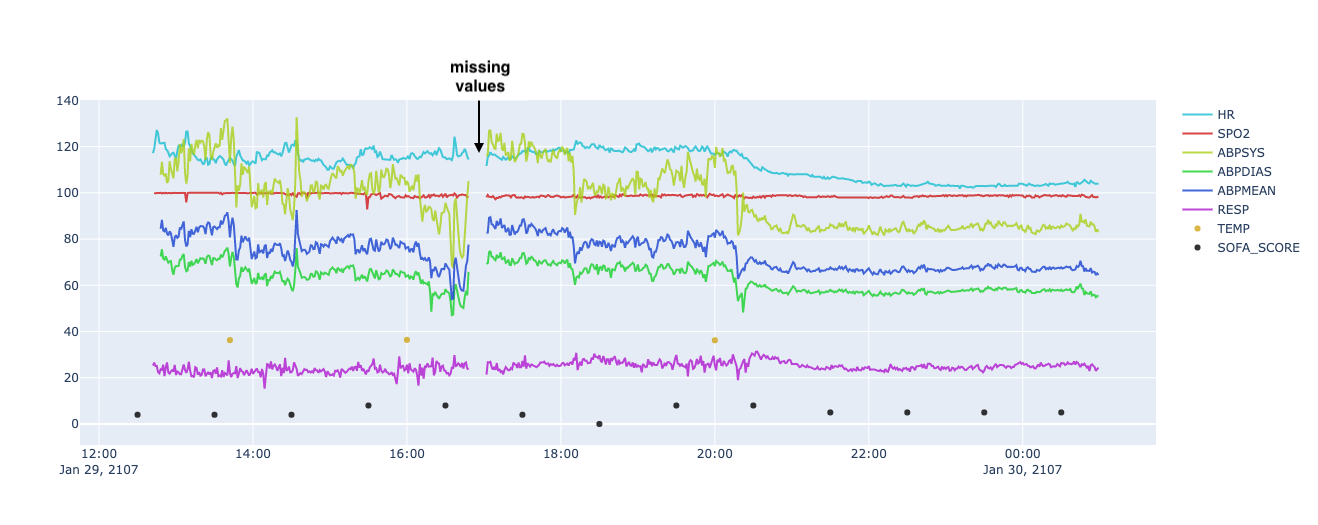 missing
values
140
120
100
80
60
40
20
0
12:00
Jan 29, 2107
14:00
16:00
18:00
20:00
22:00
00:00
Jan 30, 2107
HR
SPO2
ABPSYS
ABPDIAS
ABPMEAN
RESP
TEMP
SOFA_SCORE